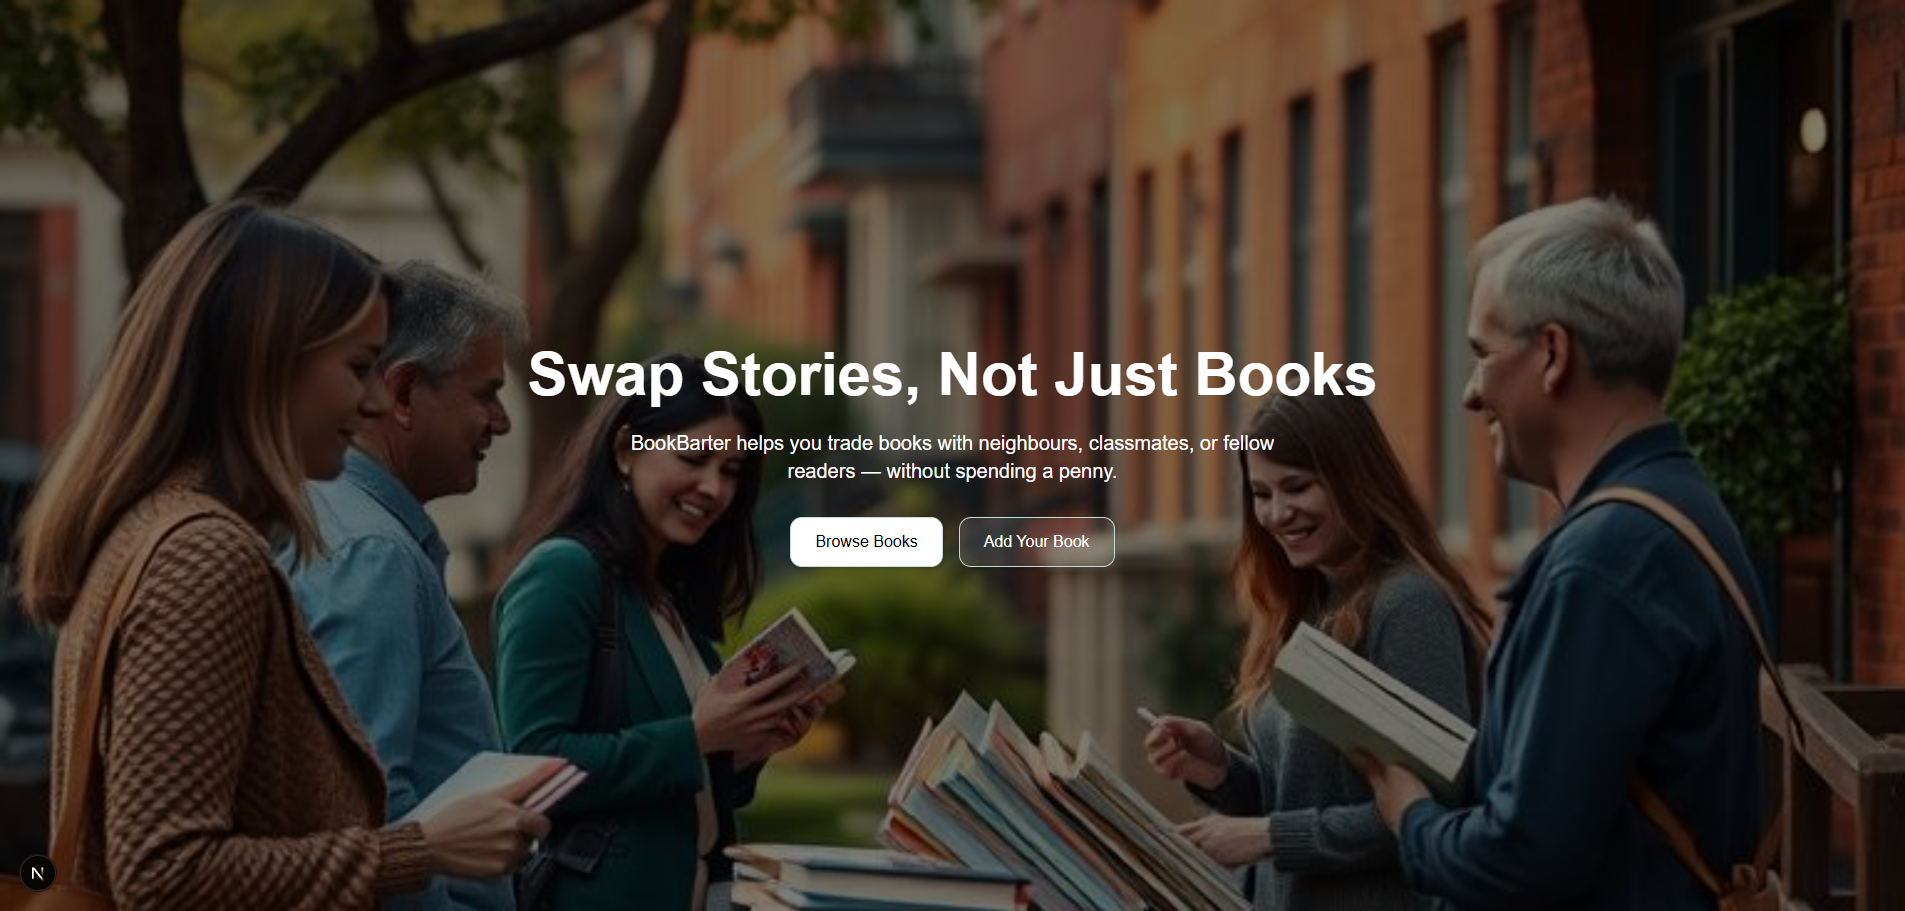 Swap Stories, Not Just Books
BookBarter helps you trade books with neighbours, classmates, or fellow
readers — without spending a penny.
Browse Books
Add Your Book
N